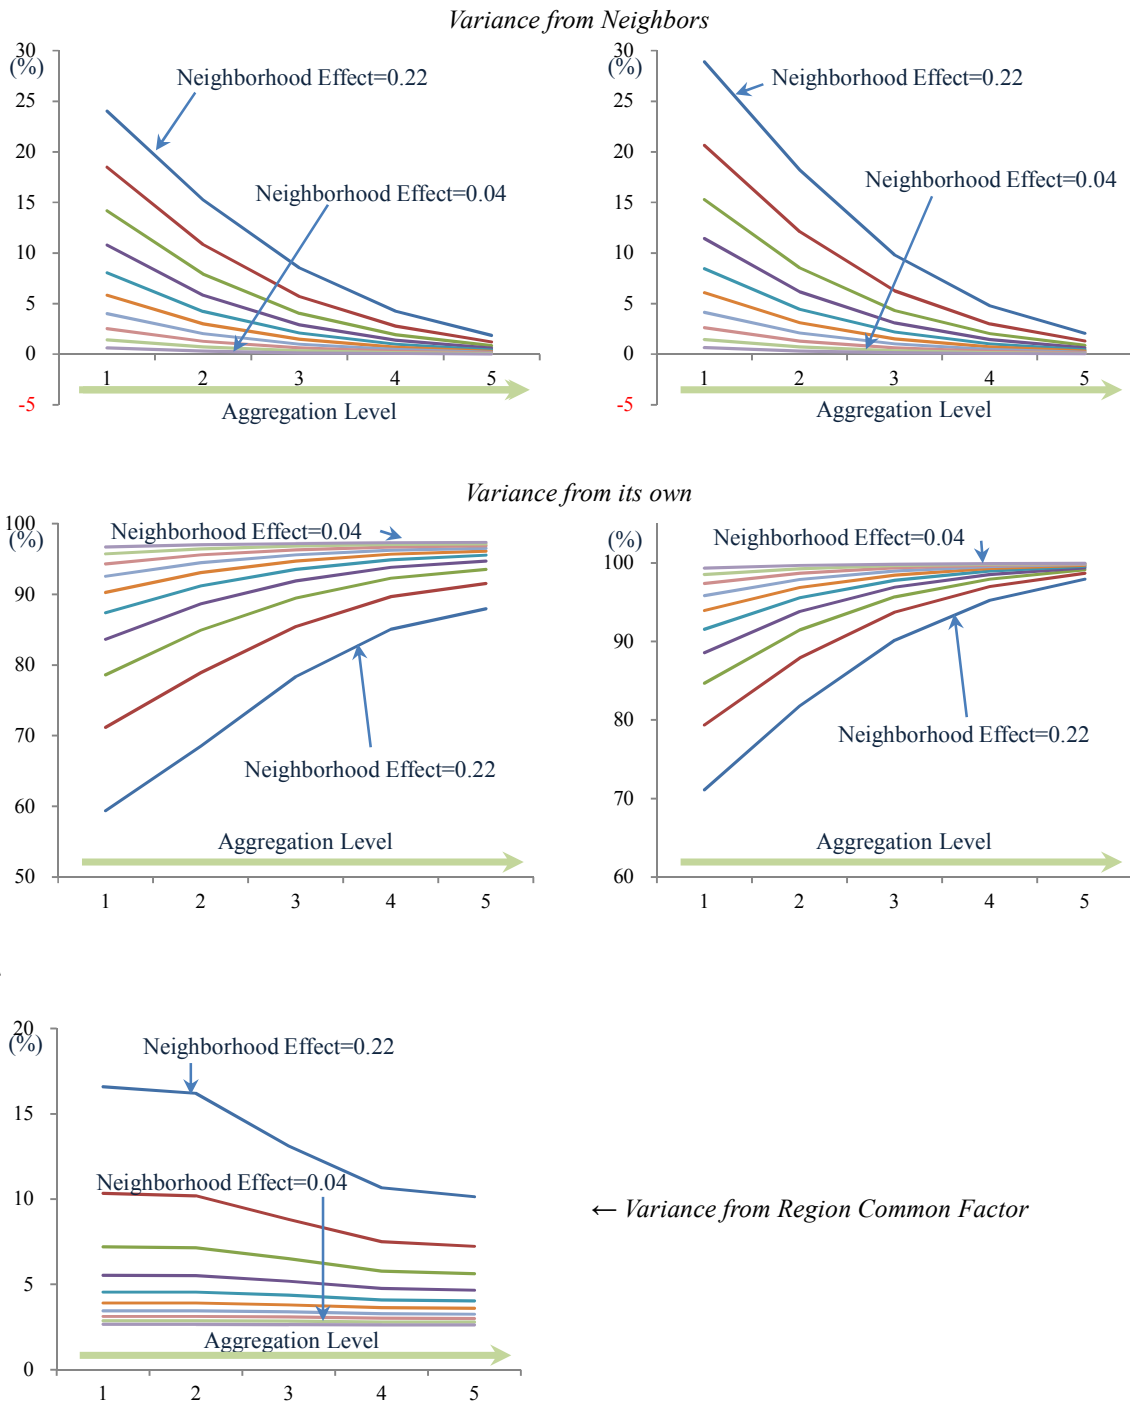 Variance from Neighbors
30
(%)
Neighborhood Effect=0.22
25
20
Neighborhood Effect=0.04
15
10
5
0
1 2 3 4 5
-5
Aggregation Level
30
(%)
Neighborhood Effect=0.22
25
20
Neighborhood Effect=0.04
15
10
5
0
1 2 3 4 5
-5
Aggregation Level
Variance from its own
100
(%)
Neighborhood Effect=0.04
90
80
70
Neighborhood Effect=0.22
60
Aggregation Level
50
1 2 3 4 5
(%)
Neighborhood Effect=0.04
100
90
80
Neighborhood Effect=0.22
70
Aggregation Level
60
1 2 3 4 5
20
(%)
Neighborhood Effect=0.22
15
Neighborhood Effect=0.04
10
← Variance from Region Common Factor
5
Aggregation Level
0
1 2 3 4 5